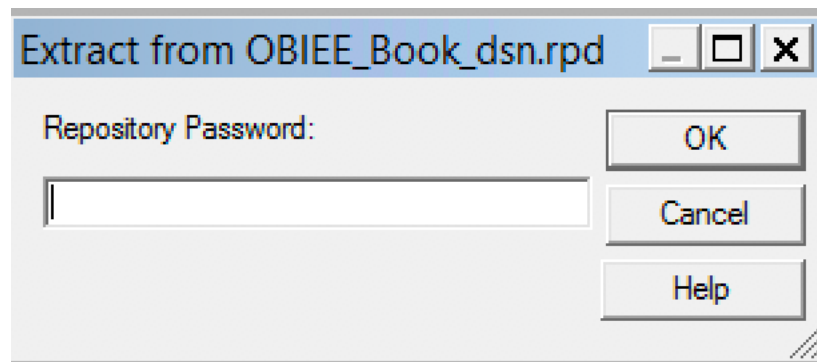 Extract from OBIEE_Book_dsn.rpd
Repository Password:
OK
Cancel
Help